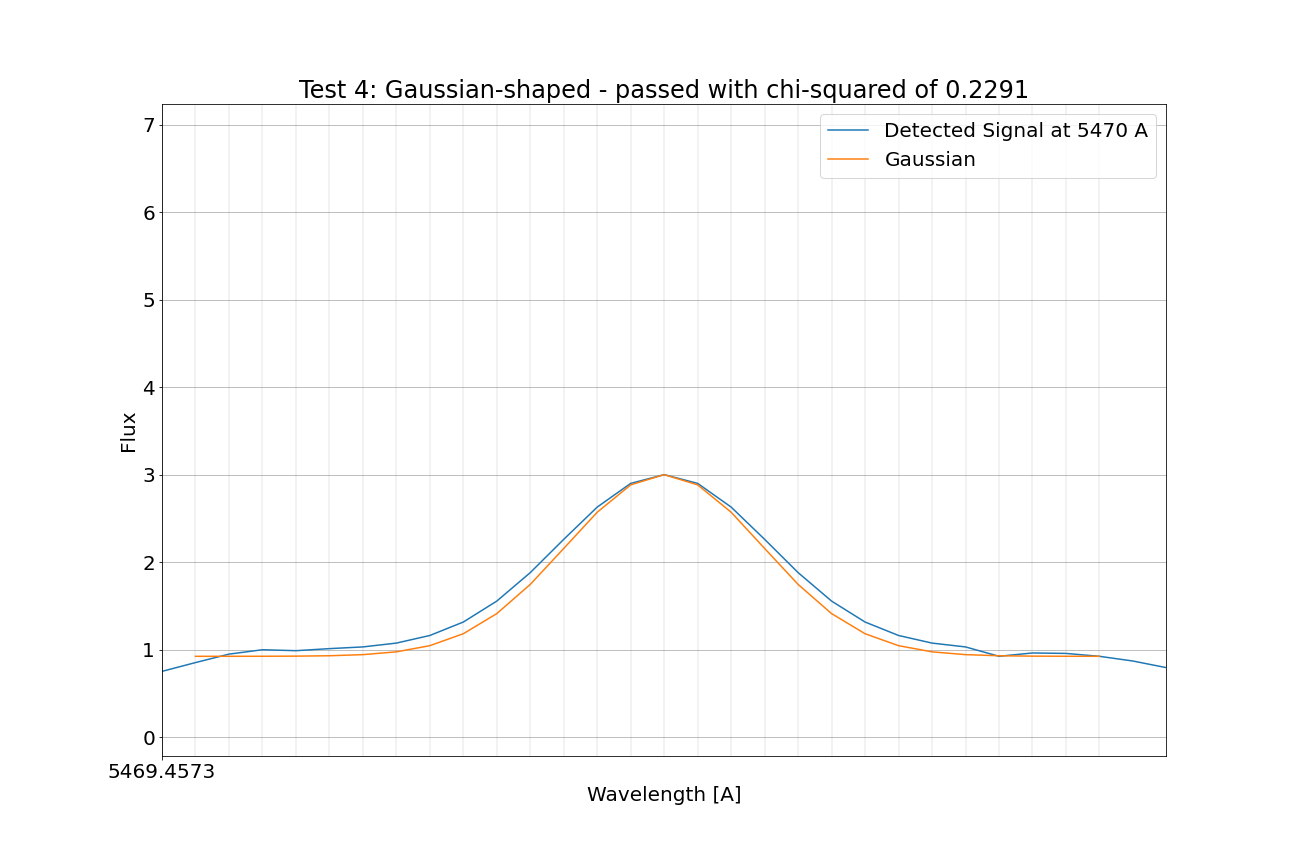 Test 4: Gaussian-shaped - passed with chi-squared of 0.2291
Detected Signal at 5470 A
Gaussian
7
6
5
4
3
2
1
0
Flux
5469.4573
Wavelength [A]